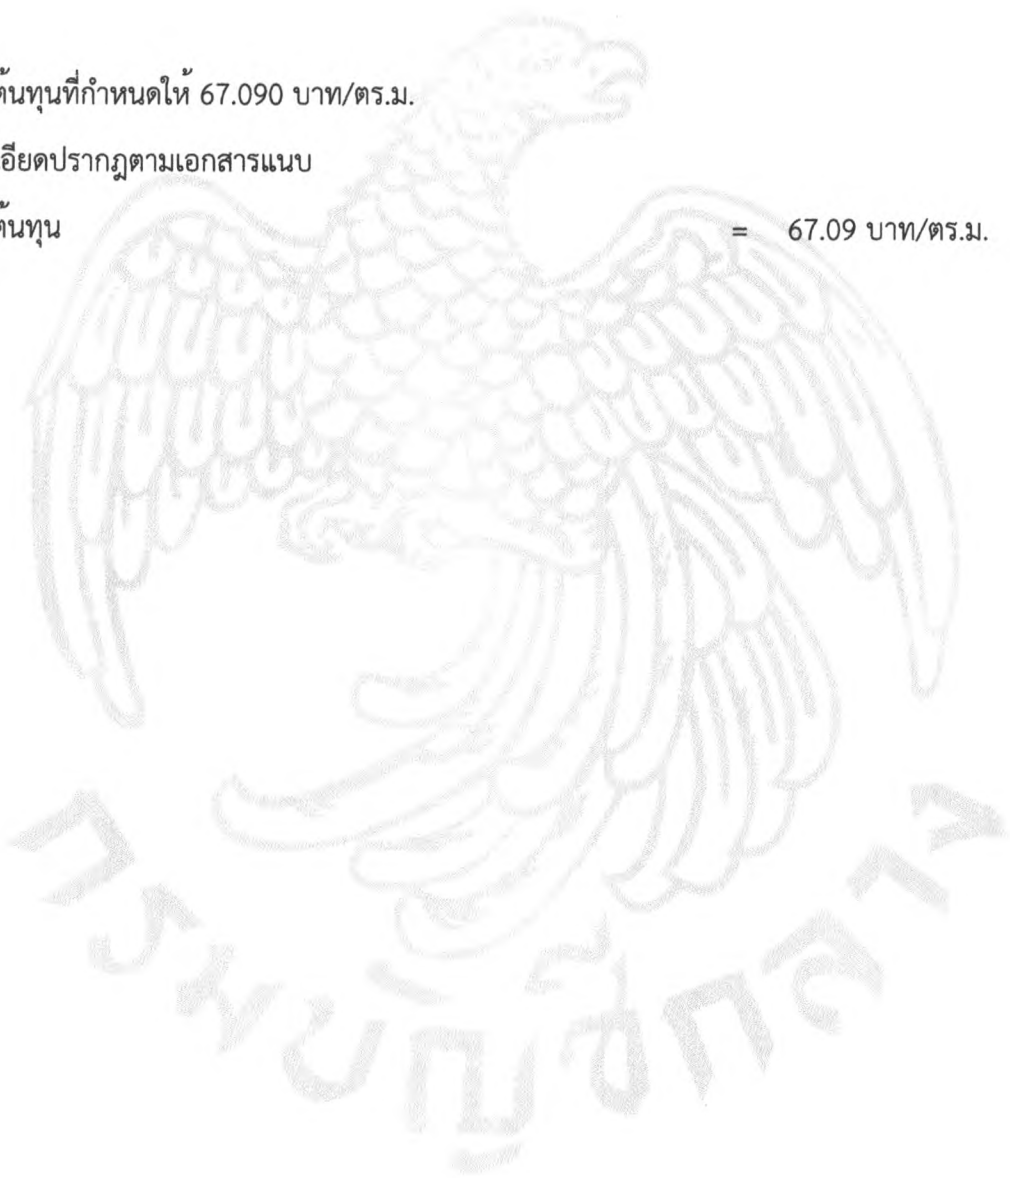 ต้นทุนที่กำหนดให้ 67.090 บาท/ตร.ม.
อียดปรากฎตามเอกสารแนบ
ต้นทุน = 67.09 บาท/ตร.ม.
กรมบัญชีกลาง